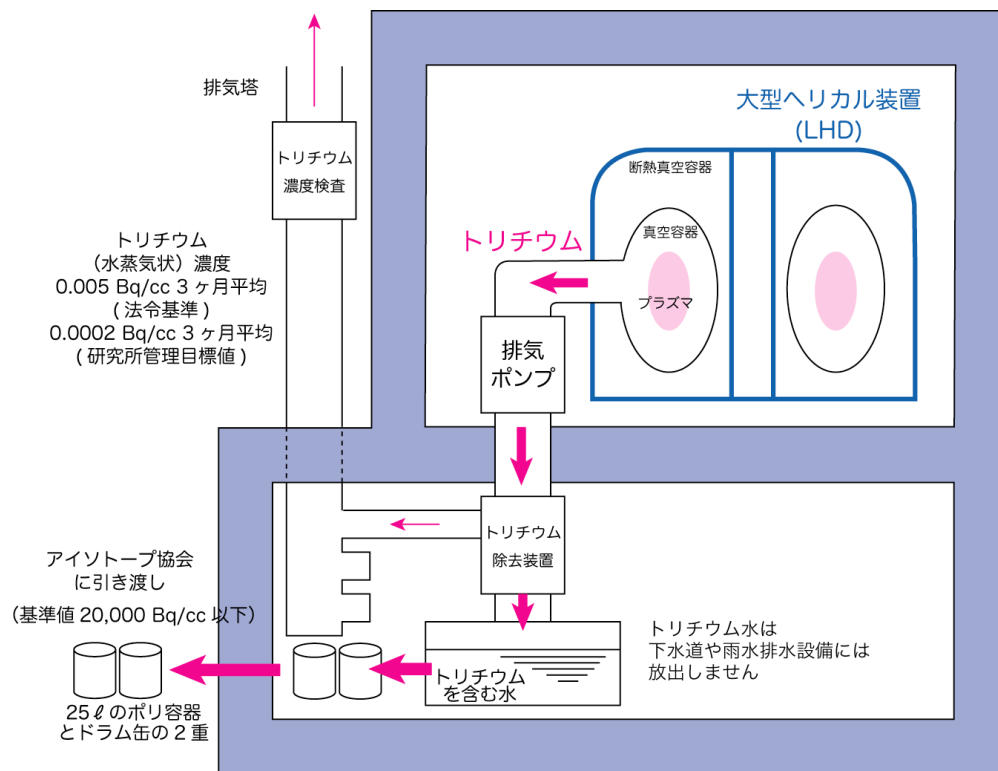 排気塔
トリチウム
濃度検査
トリチウム
（水蒸気状）濃度
0.005 Bq/cc 3 ヶ月平均
( 法令基準 )
0.0002 Bq/cc 3 ヶ月平均
( 研究所管理目標値 )
大型ヘリカル装置
(LHD)
断熱真空容器
真空容器
プラズマ
トリチウム
排気
ポンプ
トリチウム
除去装置
トリチウム
を含む水
トリチウム水は
下水道や雨水排水設備には
放出しません
アイソトープ協会
に引き渡し
（基準値 20,000 Bq/cc 以下）
25ℓのポリ容器
とドラム缶の 2 重